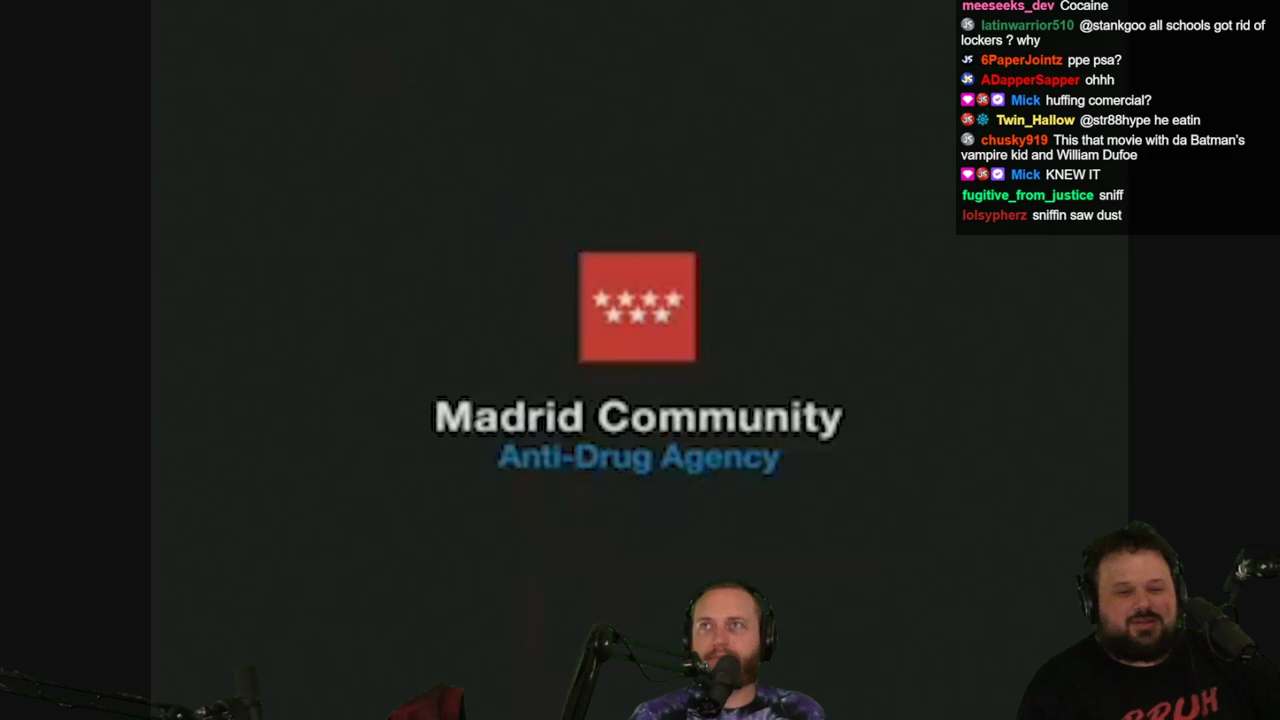 meeseeks_dev Cocaine
latinwarrior510 @stankgoo all schools got rid of
lockers ? why
6PaperJointz ppe psa?
ADapperSapper ohhh
Mick huffing comercial?
Twin_Hallow @str88hype he eatin
chusky919 This that movie with da Batman's
vampire kid and William Dufoe
Mick KNEW IT
fugitive_from_justice sniff
lolsypherz sniffin saw dust
Madrid Community
Anti-Drug Agency
BRUH